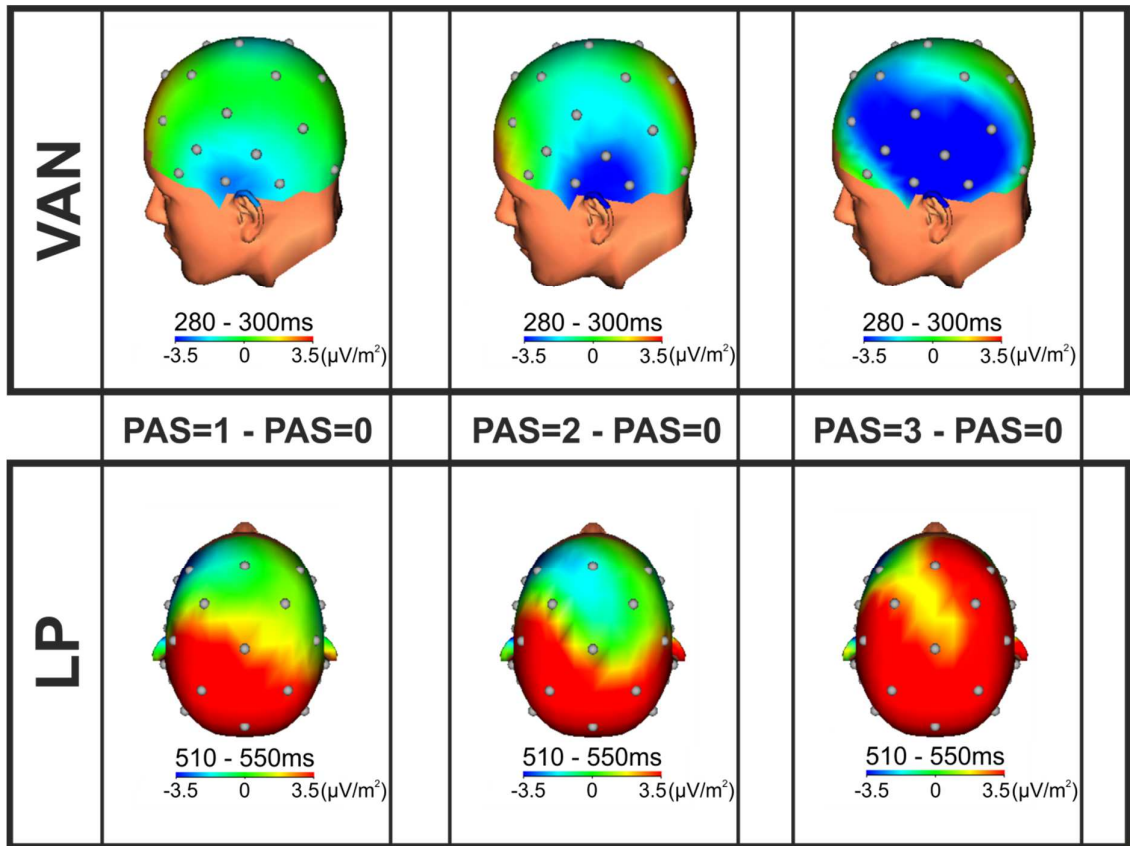 VAN
280 - 300ms
-3.5 0 3.5(µV/m²)
280 - 300ms
-3.5 0 3.5(µV/m²)
280 - 300ms
-3.5 0 3.5(µV/m²)
PAS=1 - PAS=0
PAS=2 - PAS=0
PAS=3 - PAS=0
LP
510 - 550ms
-3.5 0 3.5(µV/m²)
510 - 550ms
-3.5 0 3.5(µV/m²)
510 - 550ms
-3.5 0 3.5(µV/m²)